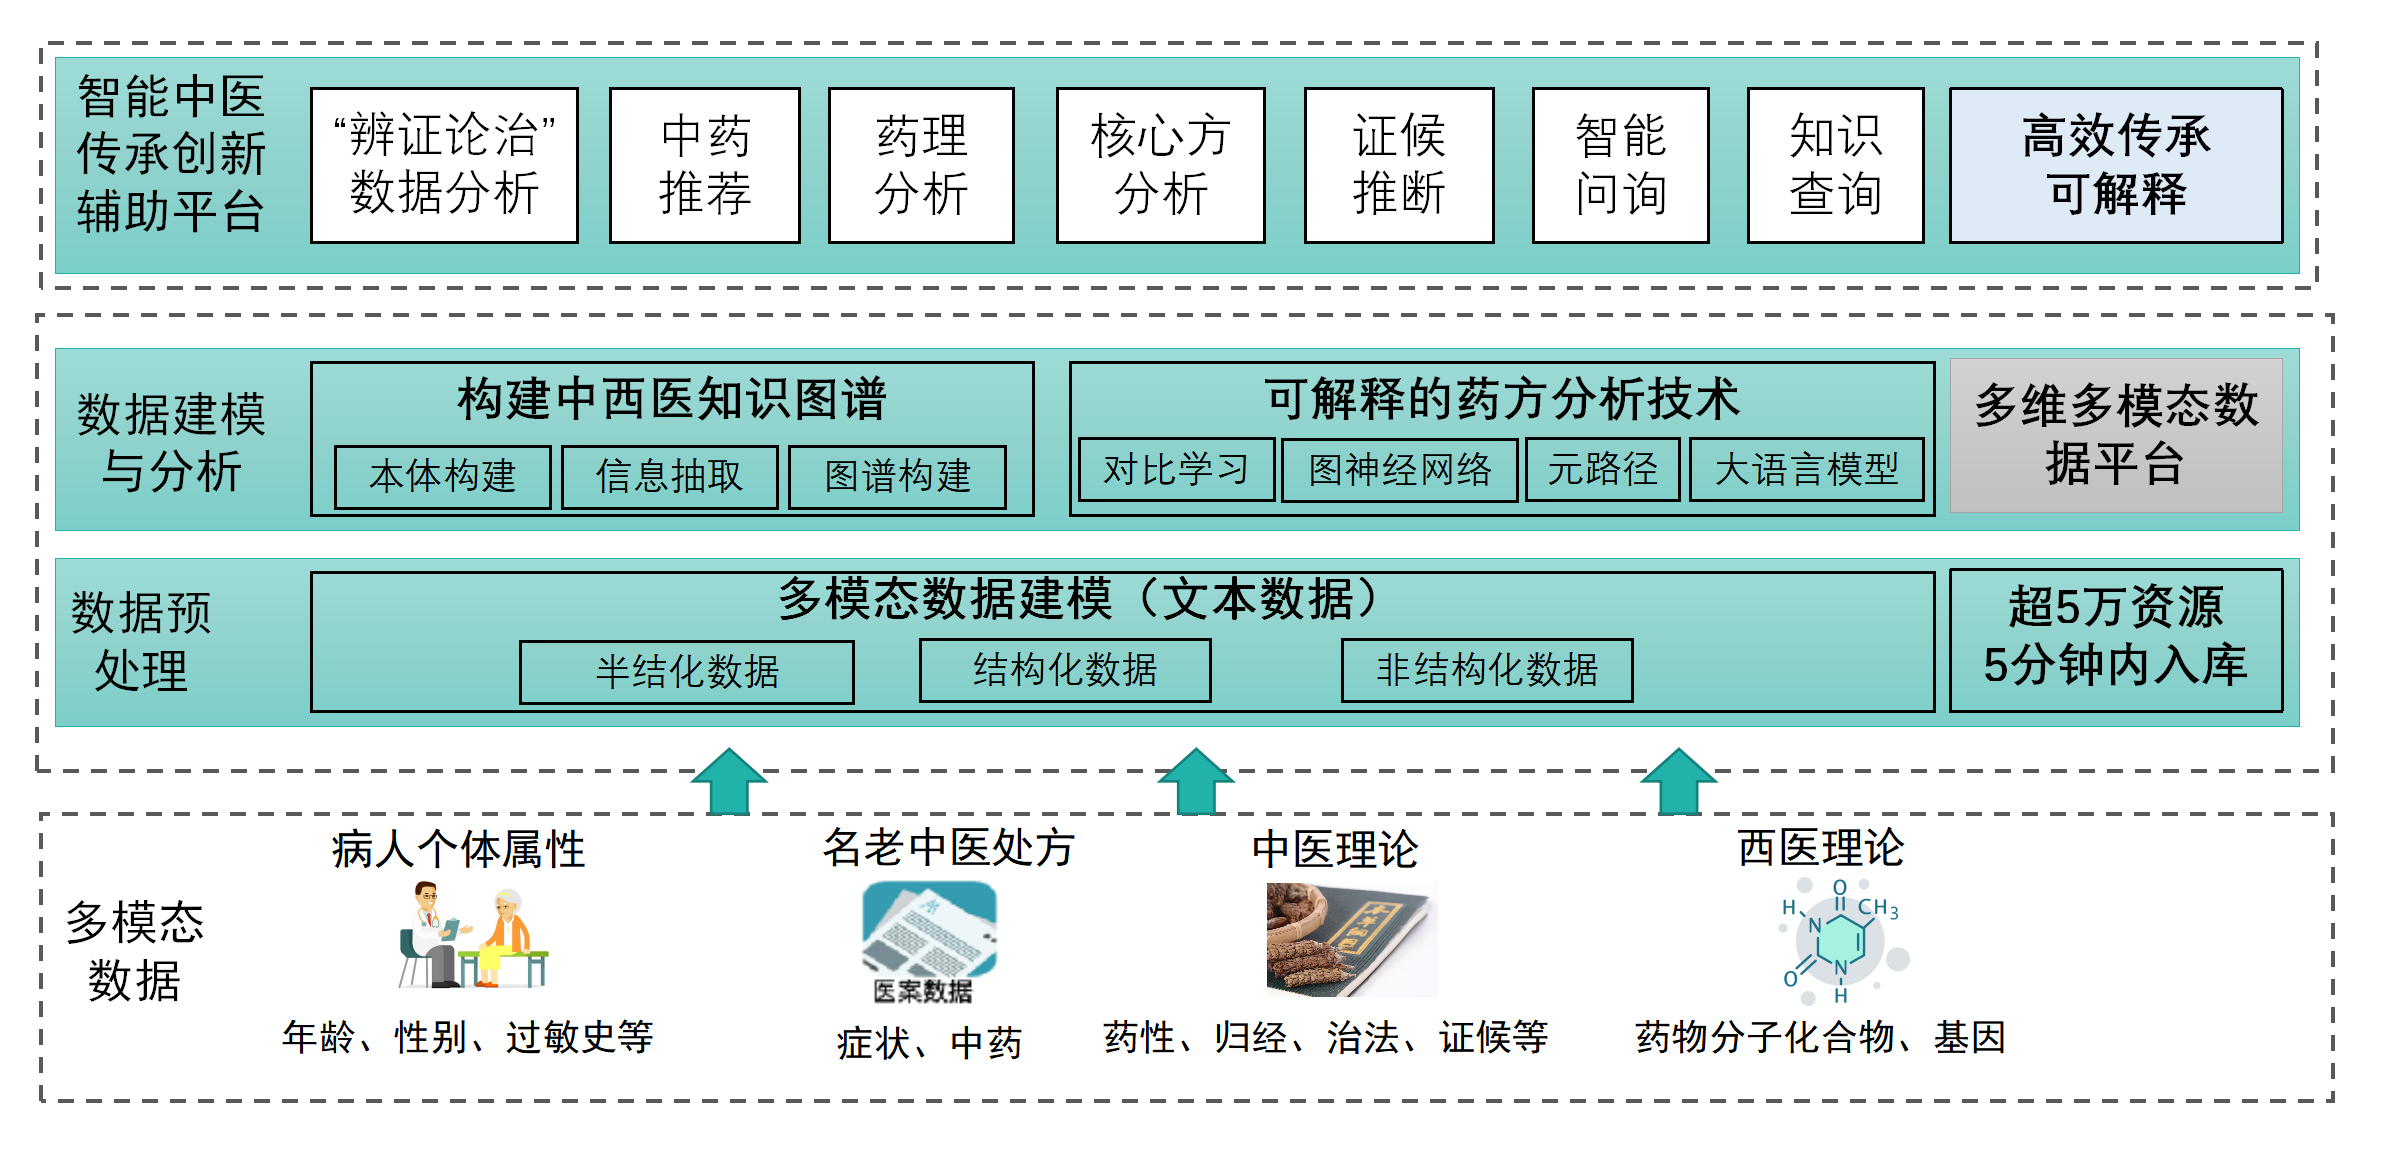 智能中医
传承创新
辅助平台
“辨证论治”
数据分析
中药
推荐
药理
分析
核心方
分析
证候
推断
智能
问询
知识
查询
高效传承
可解释
数据建模
与分析
构建中西医知识图谱
本体构建
信息抽取
图谱构建
可解释的药方分析技术
对比学习
图神经网络
元路径
大语言模型
多维多模态数
据平台
数据预
处理
多模态数据建模（文本数据）
半结化数据
结构化数据
非结构化数据
超5万资源
5分钟内入库
多模态
数据
病人个体属性
年龄、性别、过敏史等
名老中医处方
医案数据
症状、中药
中医理论
药性、归经、治法、证候等
西医理论
O
H
CH3
N
O
N
H
药物分子化合物、基因